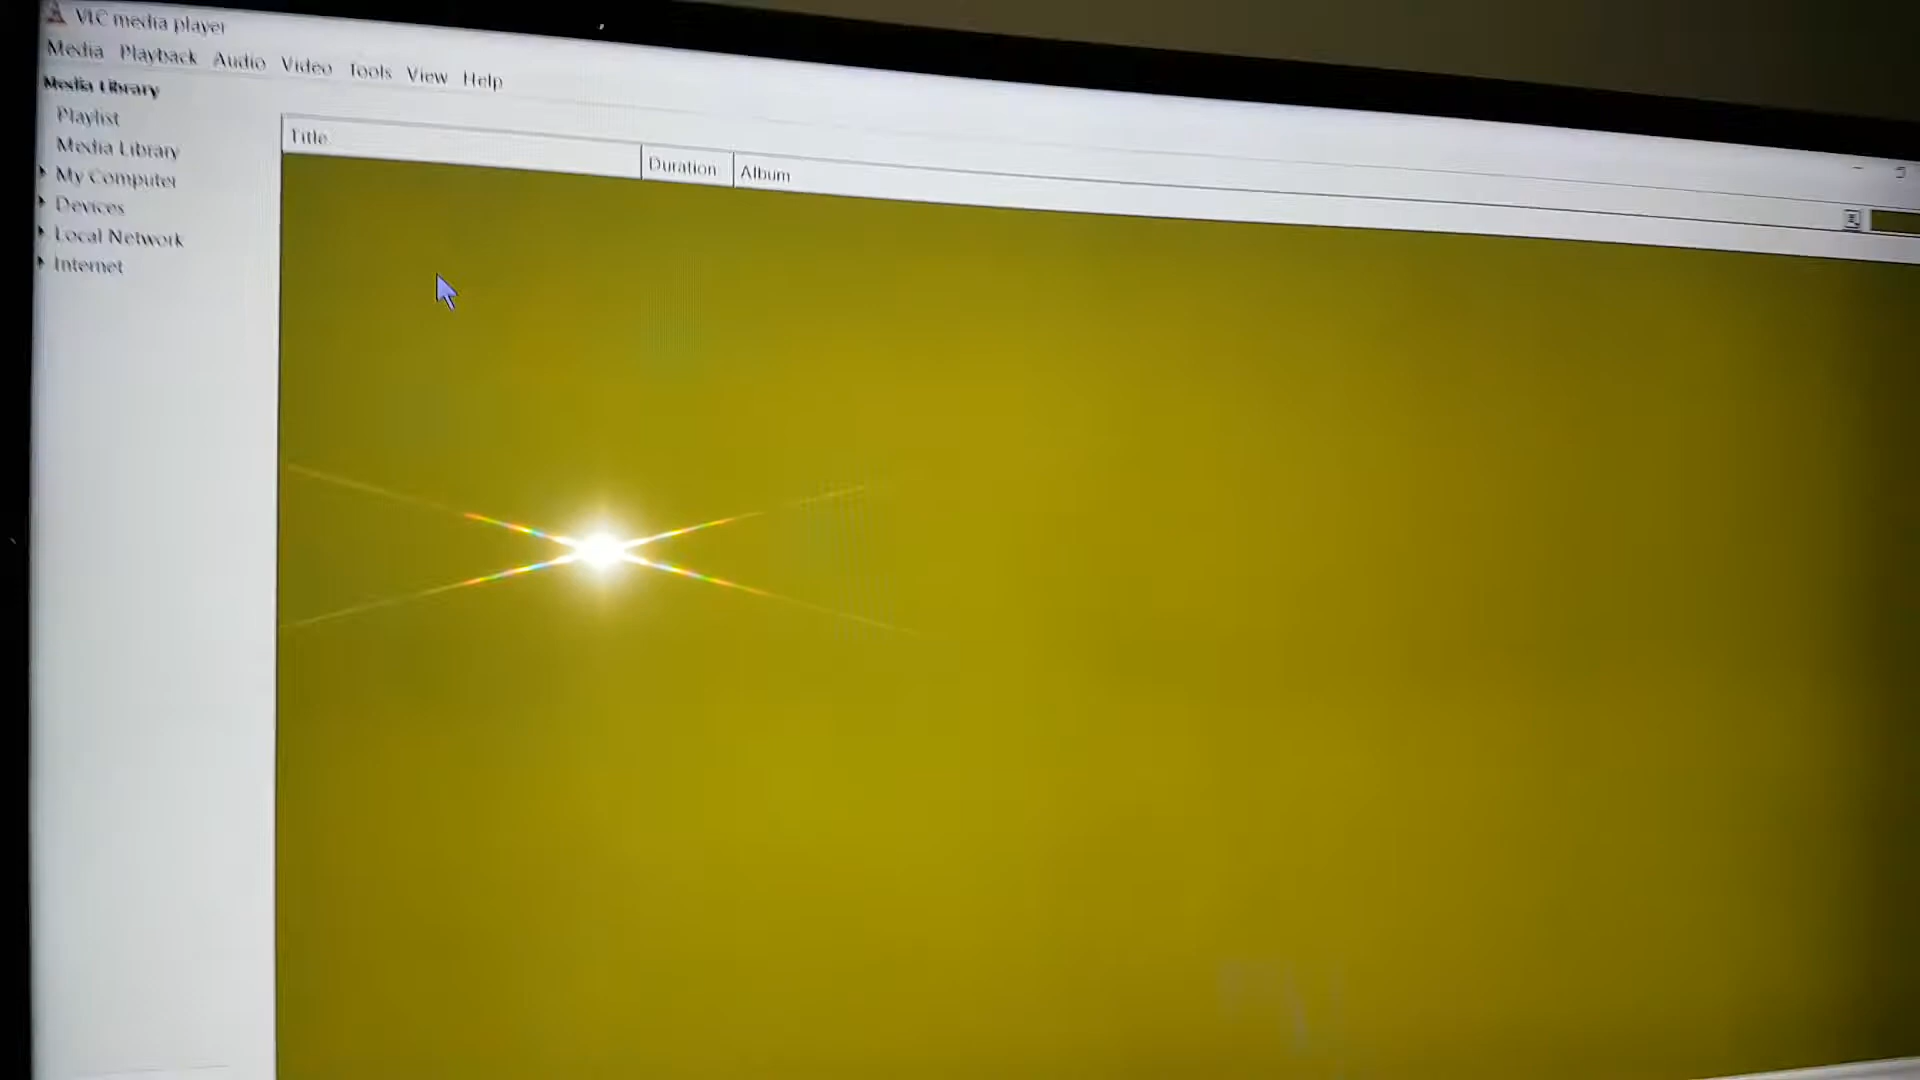 VLC media player
Media Playback Audio Video Tools View Help
Media Library
Playlist
Media Library
My Computer
Devices
Local Network
Internet
Title Duration Album